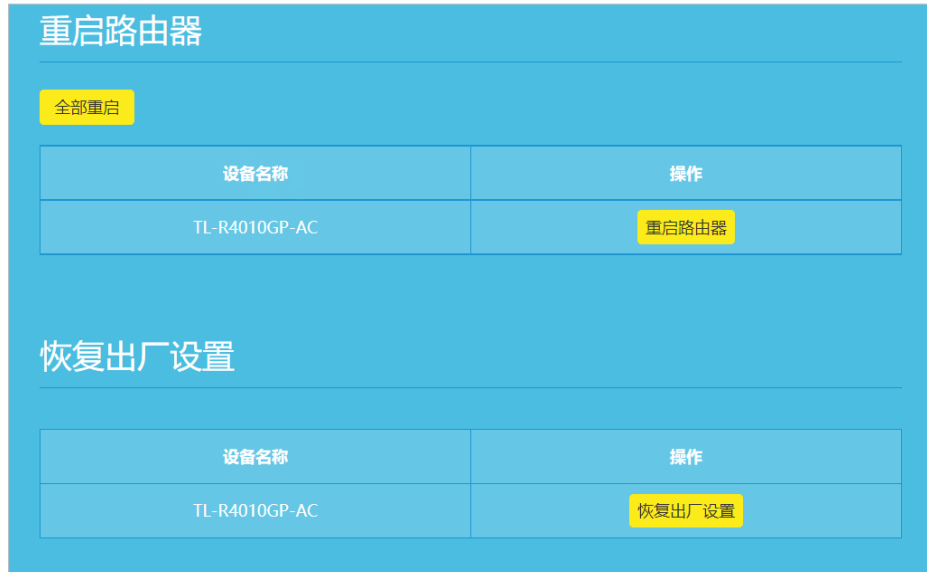 重启路由器
全部重启
设备名称 操作
TL-R4010GP-AC 重启路由器
恢复出厂设置
设备名称 操作
TL-R4010GP-AC 恢复出厂设置